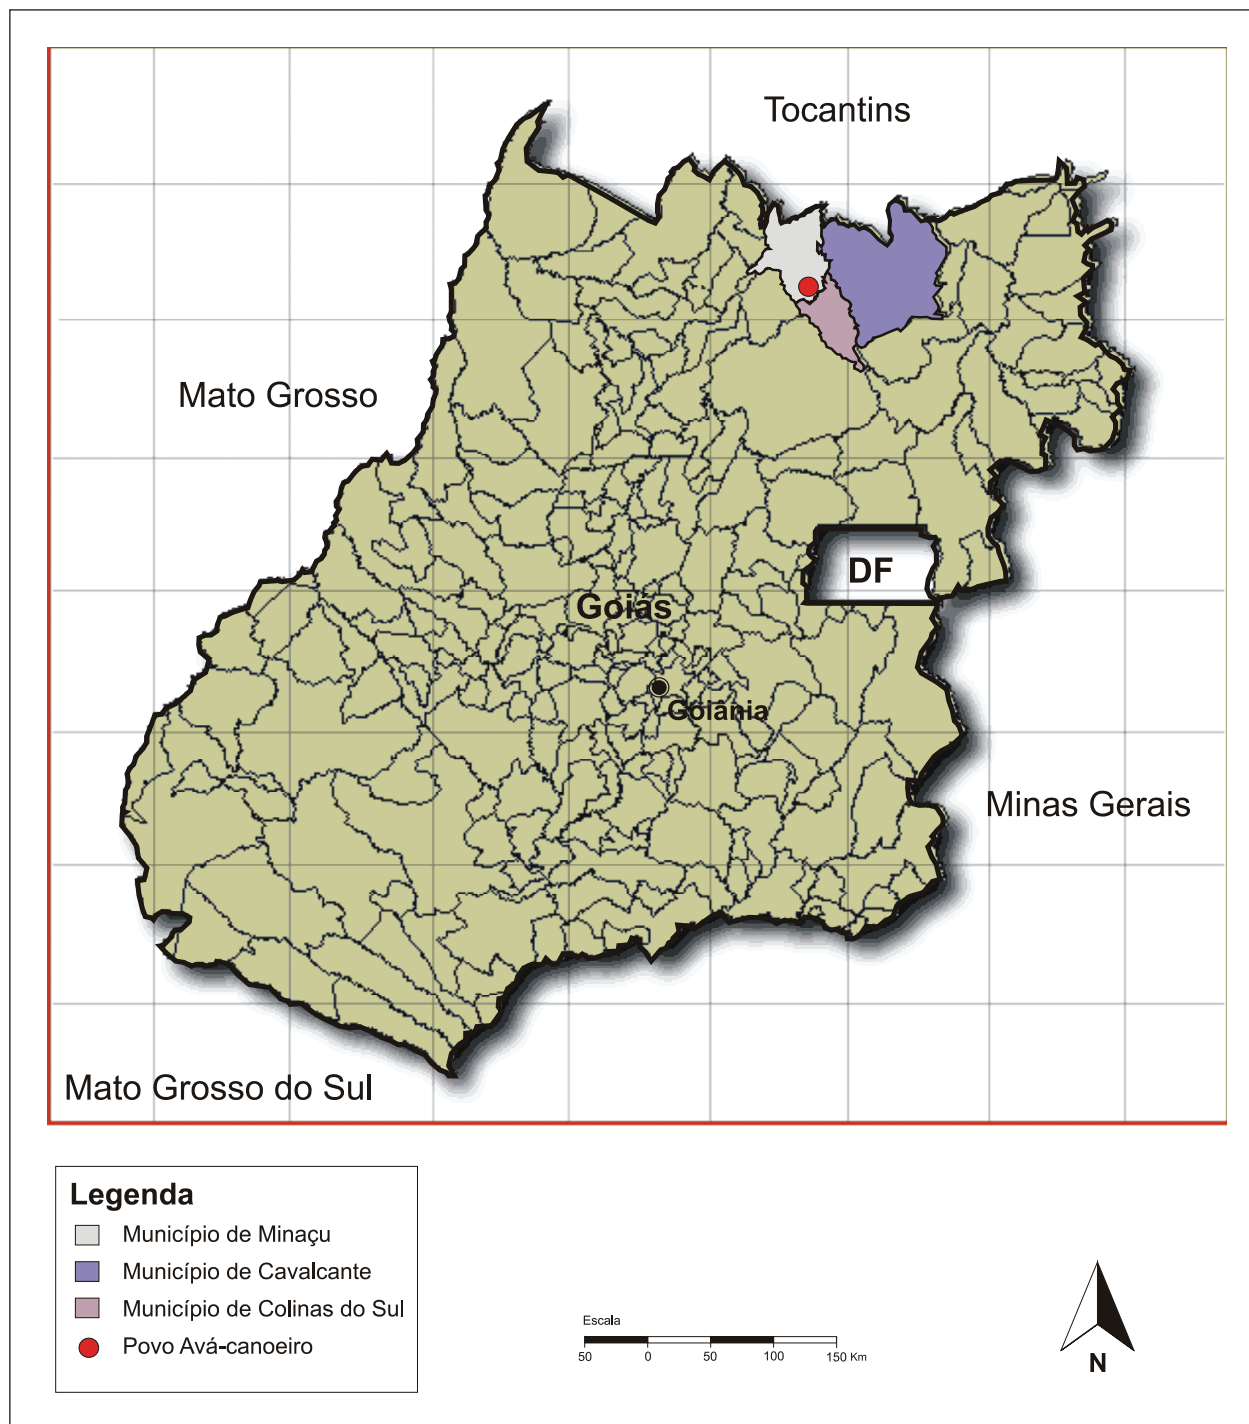 Tocantins
Mato Grosso
DF
Goiás
Goiânia
Minas Gerais
Mato Grosso do Sul
Legenda
Município de Minaçu
Município de Cavalcante
Município de Colinas do Sul
Povo Avá-canoeiro
Escala
50 0 50 100 150 Km
N